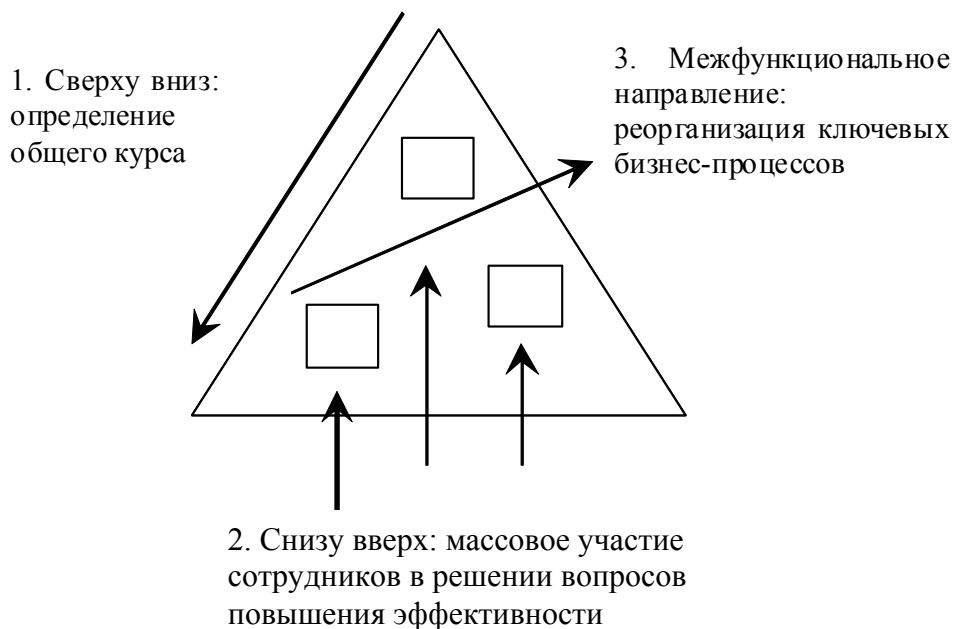 1. Сверху вниз:
определение
общего курса
3. Межфункциональное
направление:
реорганизация ключевых
бизнес-процессов
2. Снизу вверх: массовое участие
сотрудников в решении вопросов
повышения эффективности